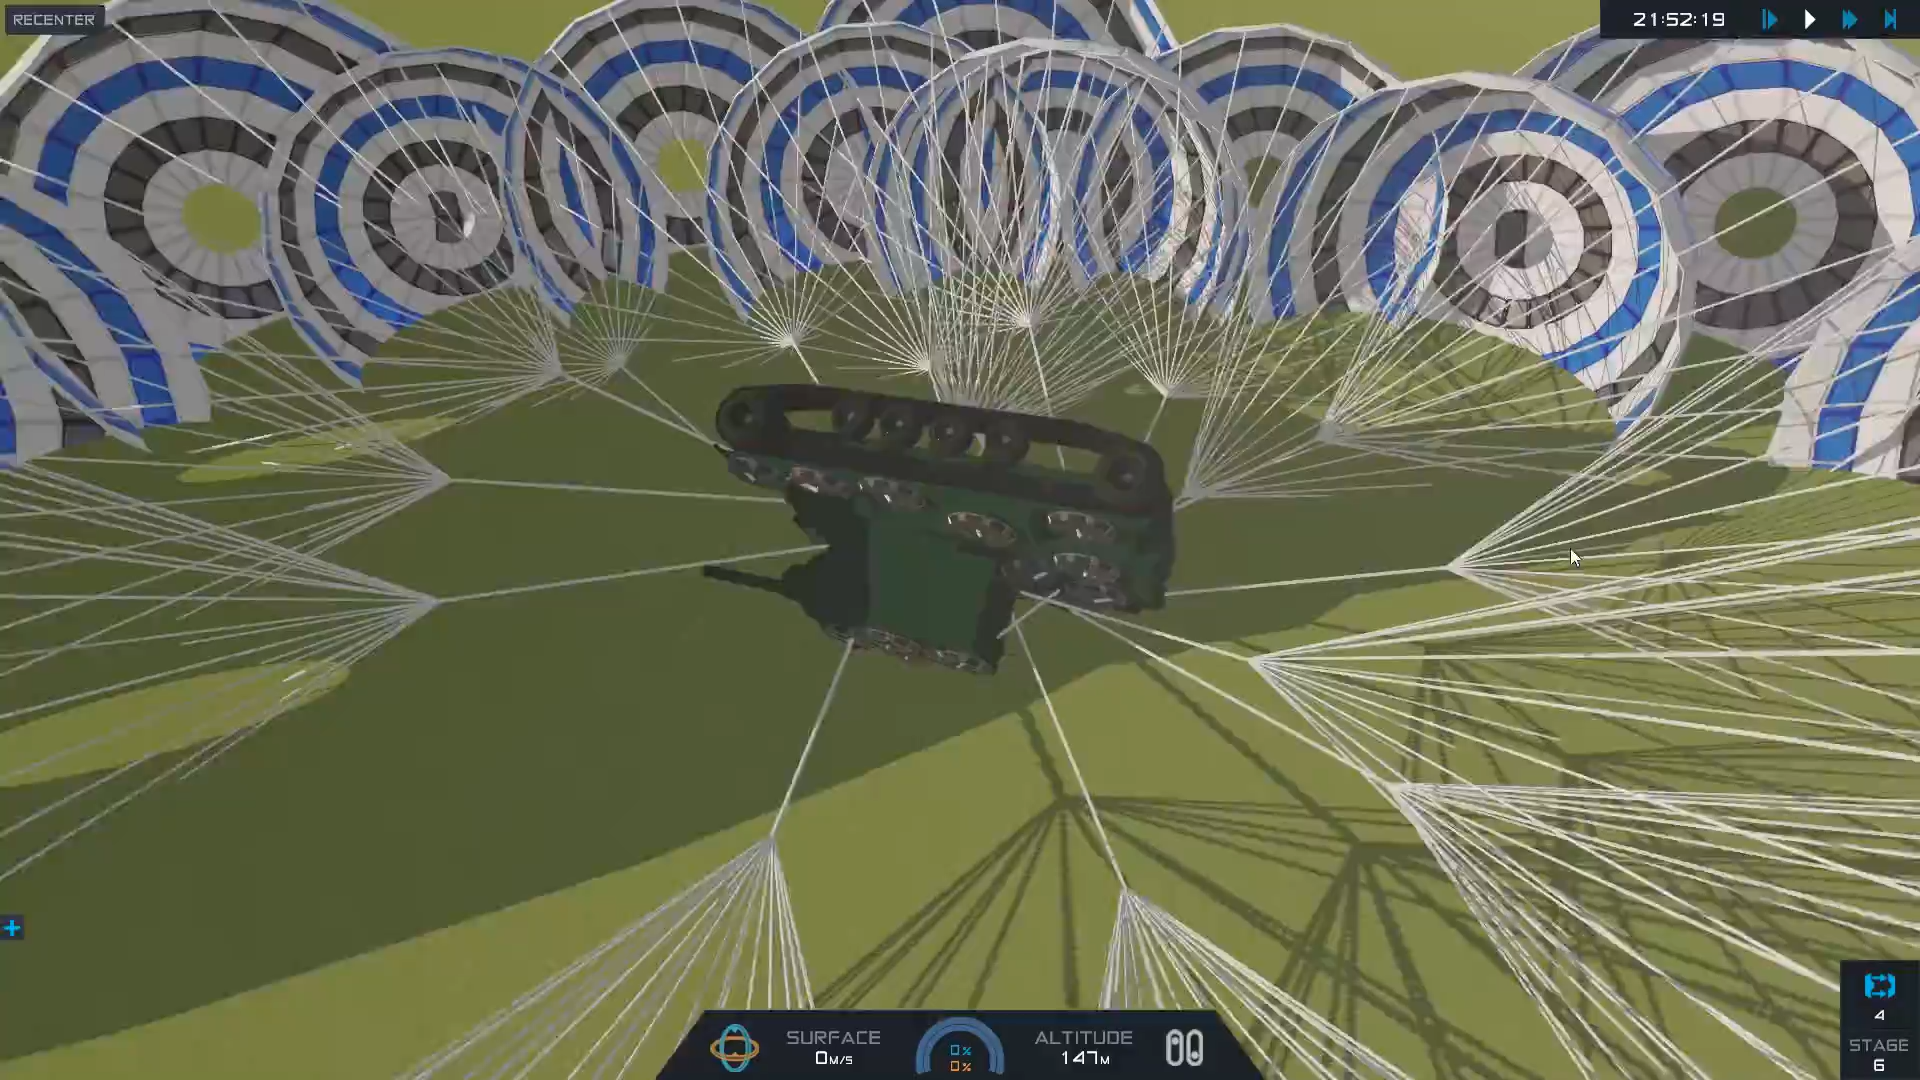 RECENTER
21:52:19
SURFACE
0M/S
0%
0%
ALTITUDE
147M
4
STAGE
6